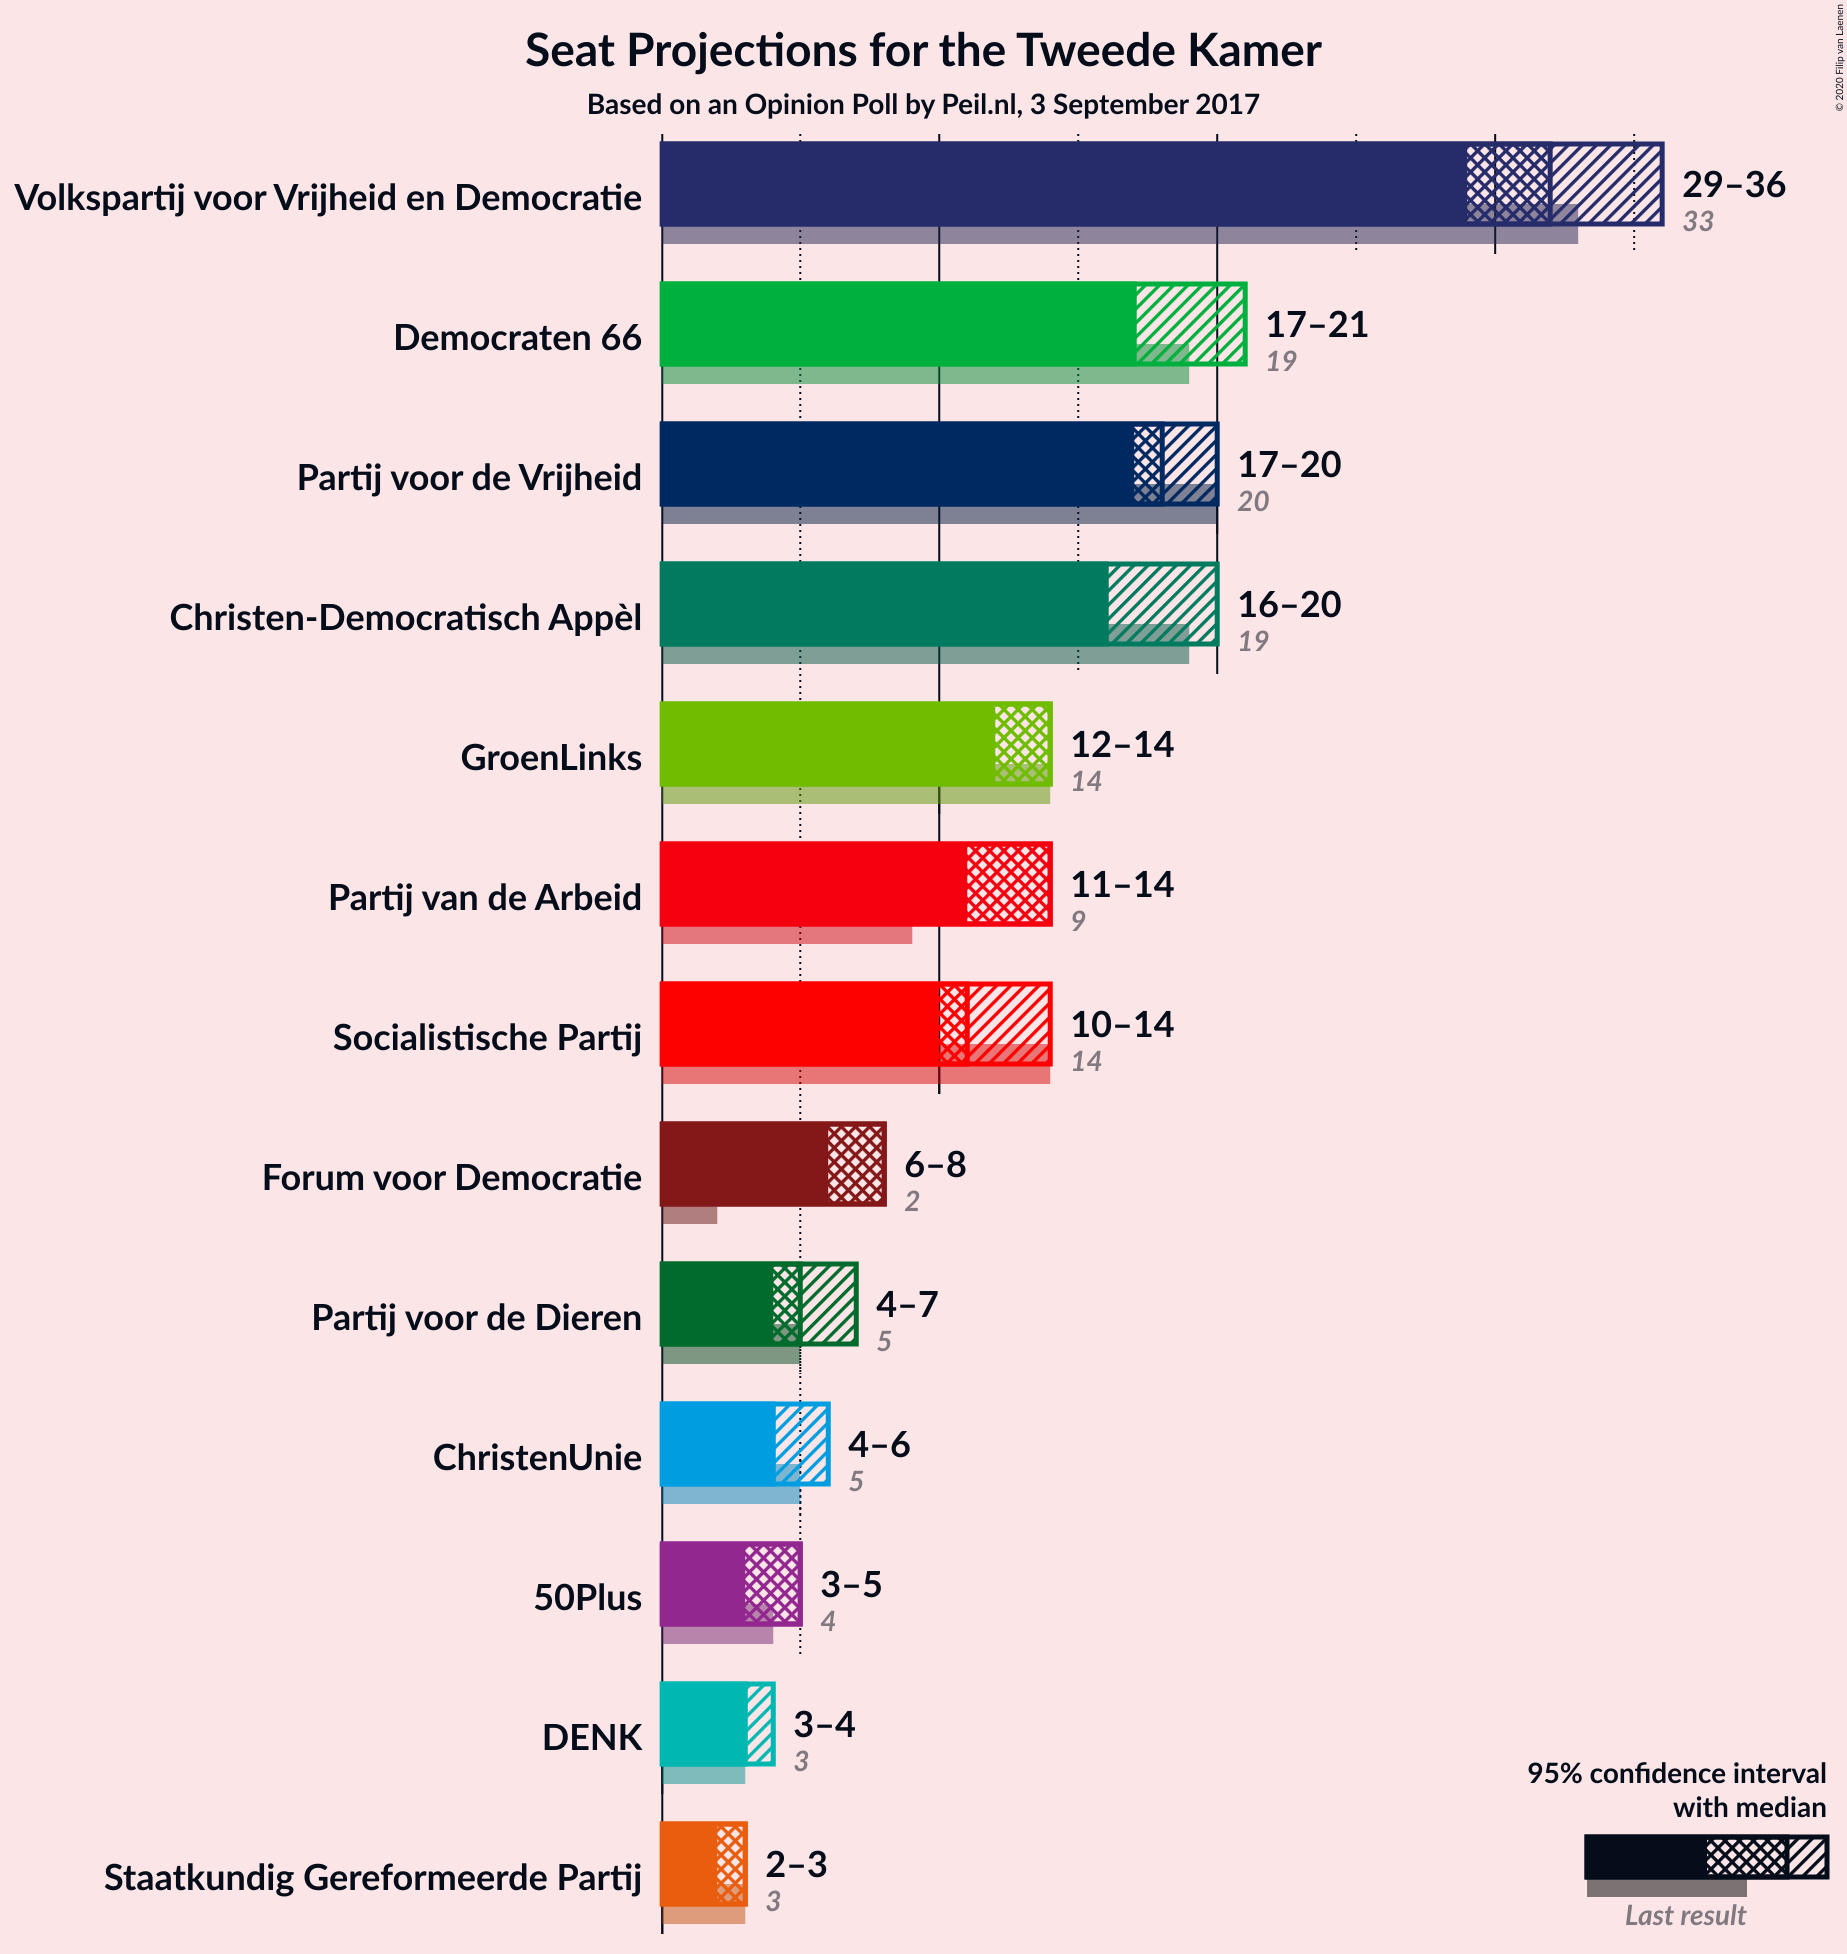 Seat Projections for the Tweede Kamer
Based on an Opinion Poll by Peil.nl, 3 September 2017
© 2020 Filip van Laenen
Volkspartij voor Vrijheid en Democratie
29–36
33
Democraten 66
17–21
19
Partij voor de Vrijheid
17–20
20
Christen-Democratisch Appèl
16–20
19
GroenLinks
12–14
14
Partij van de Arbeid
11–14
9
Socialistische Partij
10–14
14
Forum voor Democratie
6–8
2
Partij voor de Dieren
4–7
5
ChristenUnie
4–6
5
50Plus
3–5
4
DENK
3–4
3
Staatkundig Gereformeerde Partij
2–3
3
95% confidence interval
with median
Last result